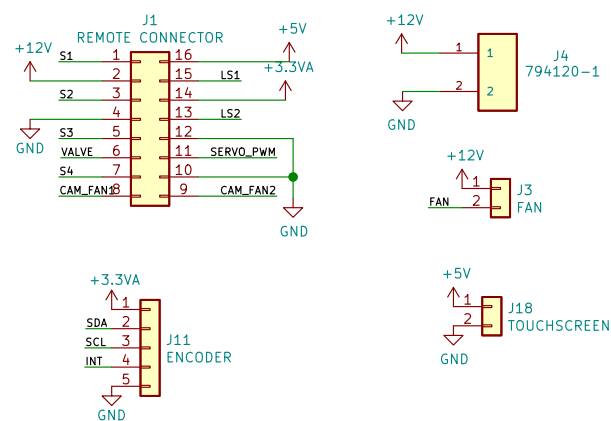 J1
REMOTE CONNECTOR
+12V
+5V
+3.3VA
S1 1 16
2 15 LS1
S2 3 14
4 13 LS2
GND
S3 5 12
VALVE 6 11 SERVO_PWM
S4 7 10
CAM_FAN1 8 9 CAM_FAN2
GND
+12V
1 1
2 2
GND
J4
794120-1
+12V
1
FAN 2
J3
FAN
+3.3VA
1
SDA 2
SCL 3
INT 4
5
GND
J11
ENCODER
+5V
1
2
GND
J18
TOUCHSCREEN